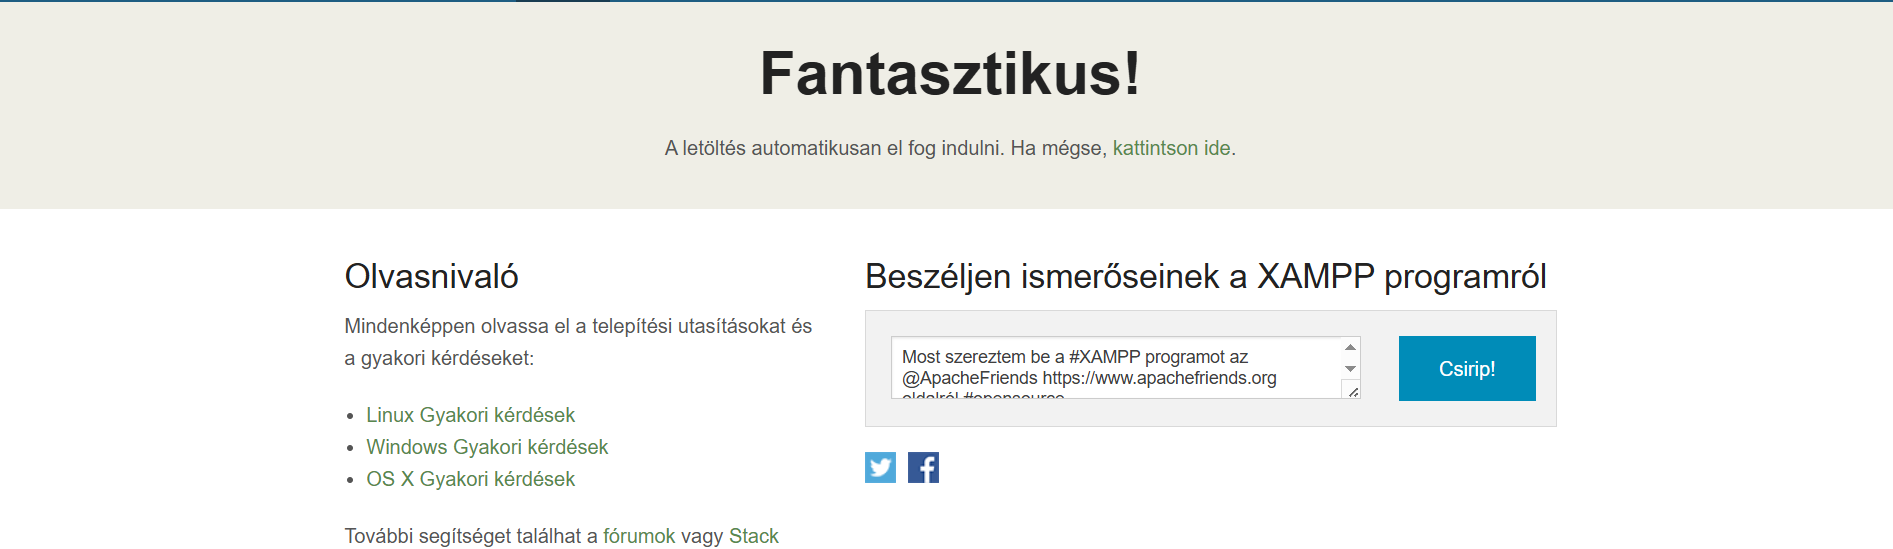 Fantasztikus!
A letöltés automatikusan el fog indulni. Ha mégse, kattintson ide.
Olvasnivaló
Mindenképpen olvassa el a telepítési utasításokat és
a gyakori kérdéseket:
Linux Gyakori kérdések
Windows Gyakori kérdések
OS X Gyakori kérdések
További segítséget találhat a fórumok vagy Stack
Beszéljen ismerőseinek a XAMPP programról
Most szereztem be a #XAMPP programot az
@ApacheFriends https://www.apachefriends.org
oldalról #opensource
Csirip!